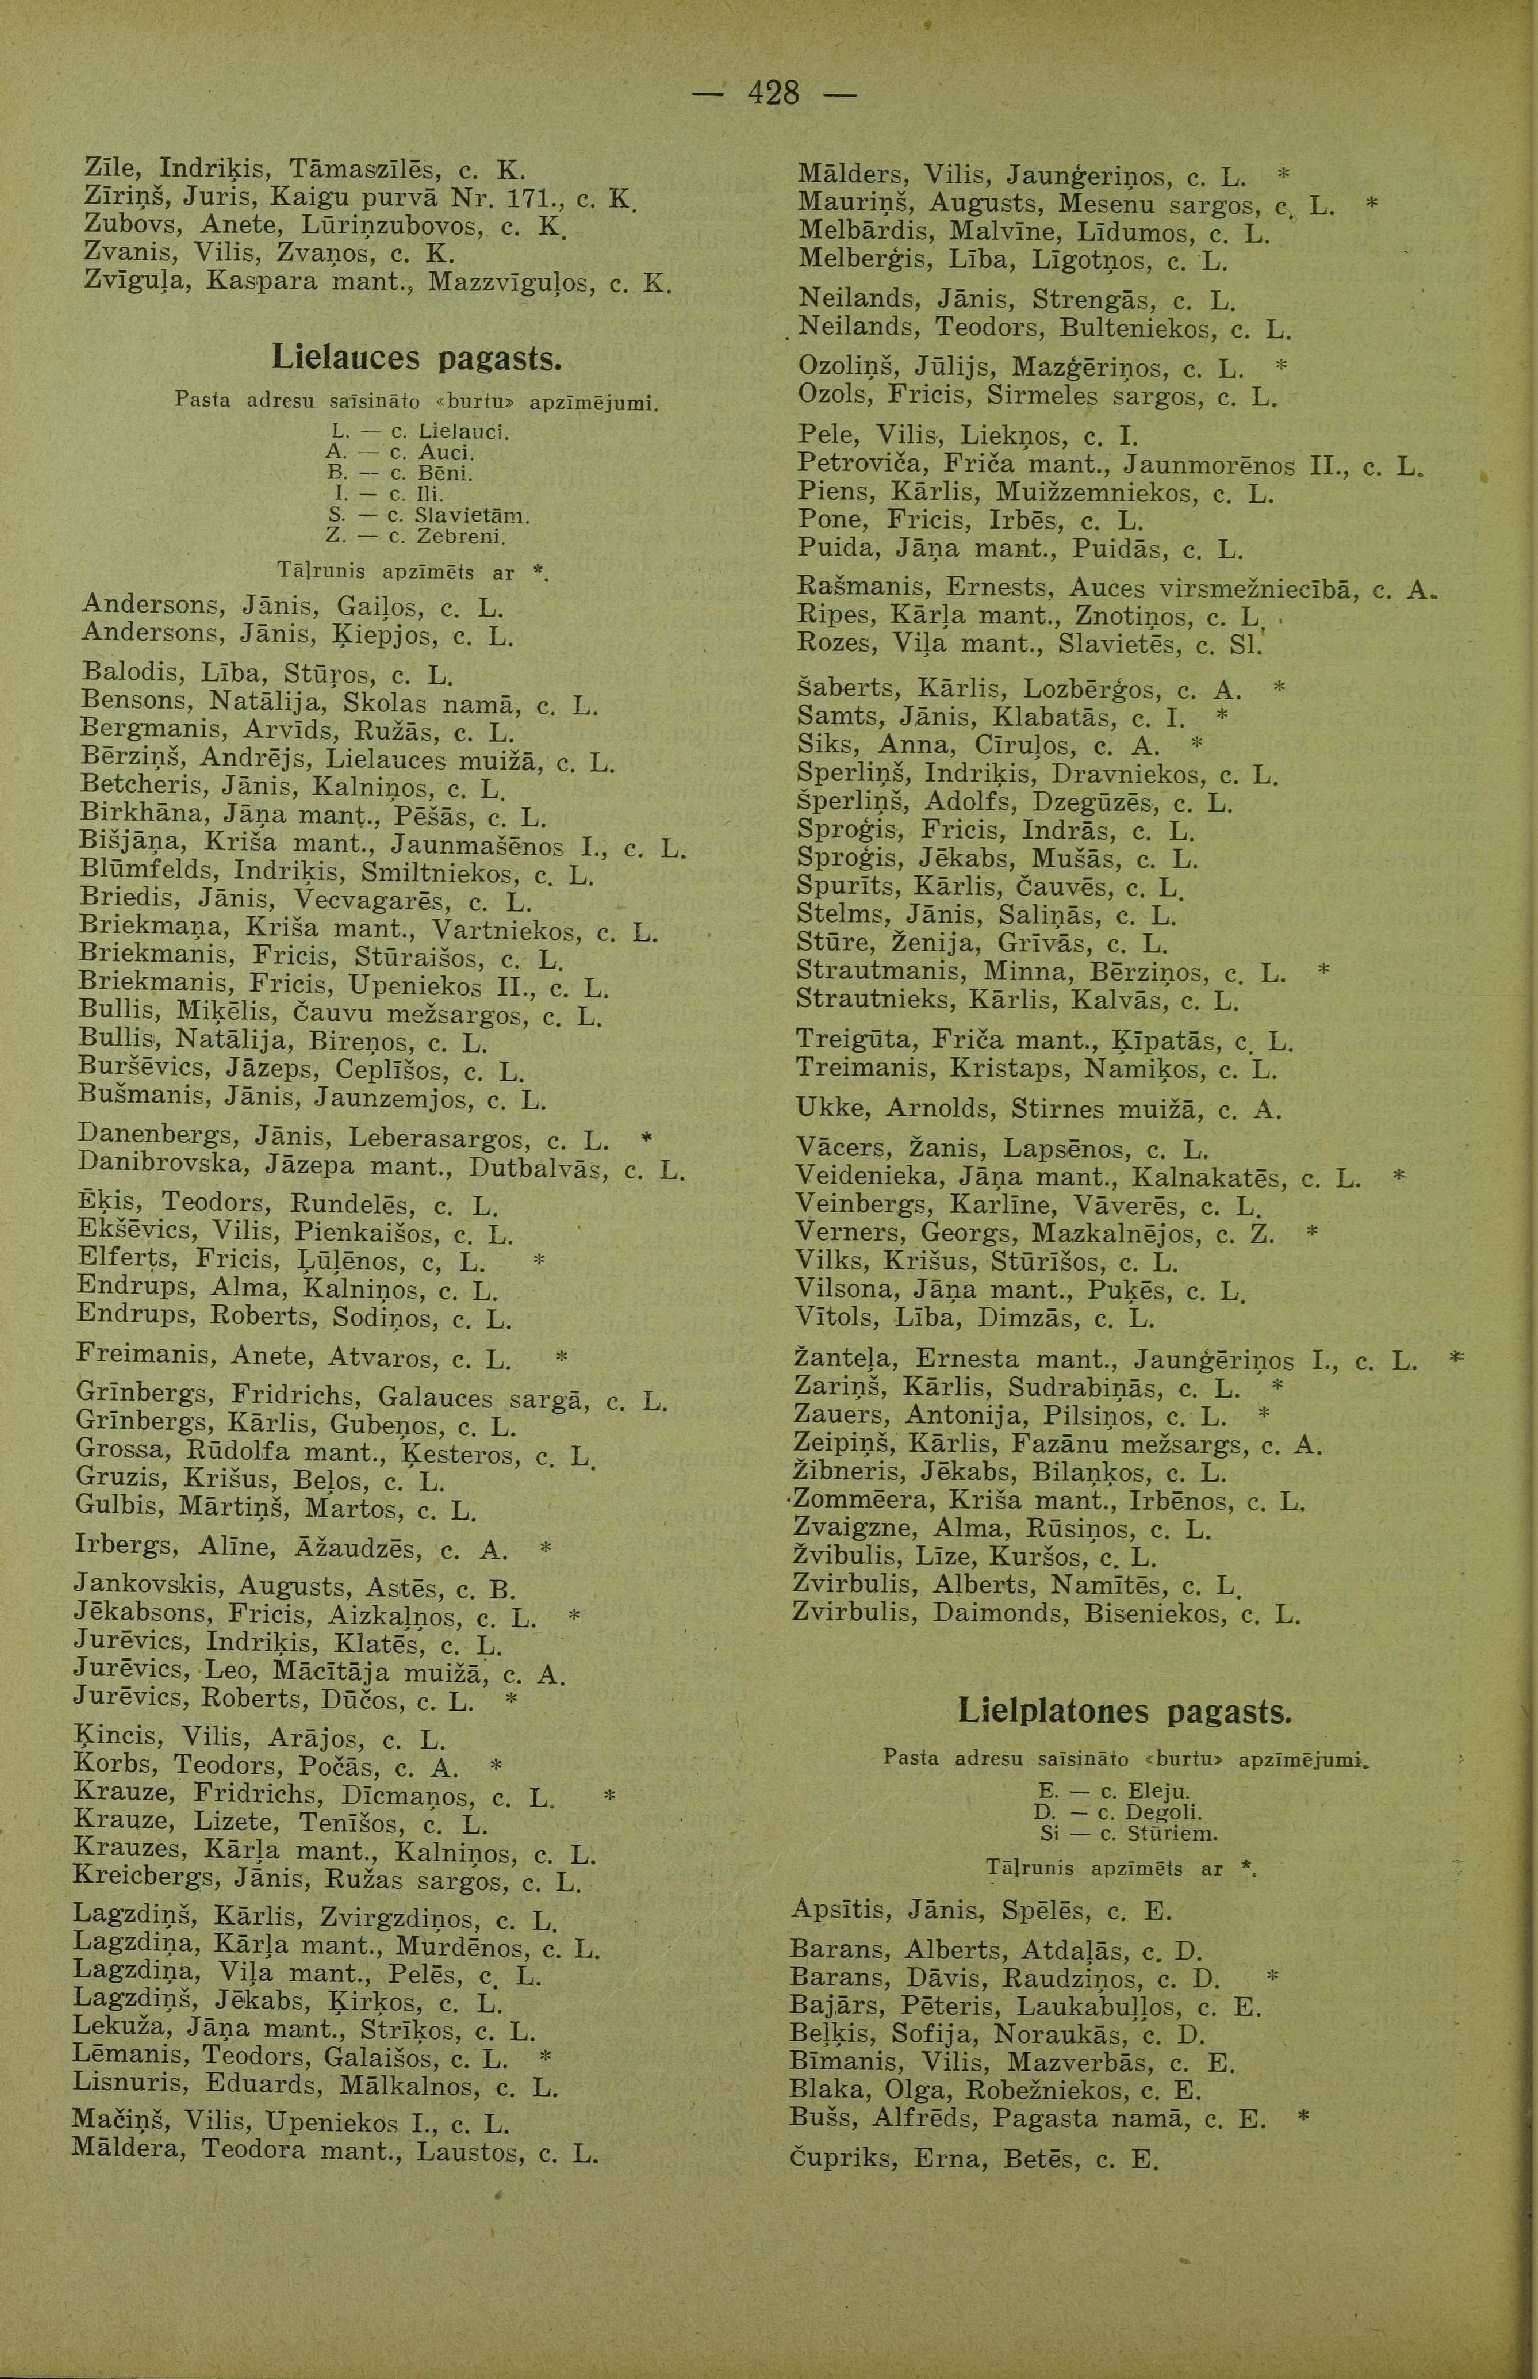 — 428 —
Zīle, Indriķis, Tāmaszīlēs, c. K.
Zīriņš, Juris, Kaigu purvā Nr. 171., c. K.
Zubovs, Anete, Lūriņzubovos, c. K.
Zvanis, Vilis, Zvaņos, c. K.
Zvīguļa, Kaspara mant., Mazzvīguļos, c. K.
Lielauces pagasts.
Pasta adresu saīsināto «burtu» apzīmējumi.
L. — c. Lielauci.
A. — c. Auci.
B. — c. Bēni.
I. — c. Ili.
S. — c. Slavietām.
Z. — c. Zebreni.
Tāļrunis apzīmēts ar *.
Andersons, Jānis, Gaiļos, c. L.
Andersons, Jānis, Ķiepjos, c. L.
Balodis, Lība, Stūŗos, c. L.
Bensons, Natālija, Skolas namā, c. L.
Bergmanis, Arvīds, Ružās, c. L.
Bērziņš, Andrējs, Lielauces muižā, c. L.
Betcheris, Jānis, Kalniņos, c. L.
Birkhāna, Jāņa mant., Pēšās, c. L.
Bišjāņa, Kriša mant., Jaunmašēnos I., c. L.
Blūmfelds, Indriķis, Smiltniekos, c. L.
Briedis, Jānis, Vecvagarēs, c. L.
Briekmaņa, Kriša mant., Vartniekos, c. L.
Briekmanis, Fricis, Stūraišos, c. L.
Briekmanis, Fricis, Upeniekos II., c. L.
Bullis, Miķēlis, Čauvu mežsargos, c. L.
Bullis, Natālija, Bireņos, c. L.
Buršēvics, Jāzeps, Ceplīšos, c. L.
Bušmanis, Jānis, Jaunzemjos, c. L.
Danenbergs, Jānis, Leberasargos, c. L. *
Danibrovska, Jāzepa mant., Dutbalvās, c. L.
Ēķis, Teodors, Rundelēs, c. L.
Ekšēvics, Vilis, Pienkaišos, c. L.
Elferts, Fricis, Ļūļēnos, c, L. *
Endrups, Alma, Kalniņos, c. L.
Endrups, Roberts, Sodiņos, c. L.
Freimanis, Anete, Atvaros, c. L. *
Grīnbergs, Fridrichs, Galauces sargā, c. L.
Grīnbergs, Kārlis, Gubeņos, c. L.
Grossa, Rūdolfa mant., Ķesteros, c. L.
Gruzis, Krišus, Beļos, c. L.
Gulbis, Mārtiņš, Martos, c. L.
Irbergs, Alīne, Āžaudzēs, c. A. *
Jankovskis, Augusts, Astēs, c. B.
Jēkabsons, Fricis, Aizkaļņos, c. L. *
Jurēvics, Indriķis, Klatēs, c. L.
Jurēvics, Leo, Mācītāja muižā, c. A.
Jurēvics, Roberts, Dūčos, c. L. *
Ķincis, Vilis, Arājos, c. L.
Korbs, Teodors, Počās, c. A. *
Krauze, Fridrichs, Dīcmaņos, c. L. *
Krauze, Lizete, Tenīšos, c. L.
Krauzes, Kārļa mant., Kalniņos, c. L.
Kreicbergs, Jānis, Ružas sargos, c. L.
Lagzdiņš, Kārlis, Zvirgzdiņos, c. L.
Lagzdiņa, Kārļa mant., Murdēnos, c. L.
Lagzdiņa, Viļa mant., Pelēs, c. L.
Lagzdiņš, Jēkabs, Ķirķos, c. L.
Lekuža, Jāņa mant., Strīķos, c. L.
Lēmanis, Teodors, Galaišos, c. L. *
Lisnuris, Eduards, Mālkalnos, c. L.
Mačiņš, Vilis, Upeniekos I., c. L.
Māldera, Teodora mant., Laustos, c. L.
Mālders, Vilis, Jaunģeriņos, c. L. *
Mauriņš, Augusts, Mesenu sargos, c. L. *
Melbārdis, Malvīne, Līdumos, c. L.
Melberģis, Lība, Līgotņos, c. L.
Neilands, Jānis, Strengās, c. L.
Neilands, Teodors, Bulteniekos, c. L.
Ozoliņš, Jūlijs, Mazģēriņos, c. L. *
Ozols, Fricis, Sirmeles sargos, c. L.
Pele, Vilis, Liekņos, c. I.
Petroviča, Friča mant., Jaunmorēnos II., c. L.
Piens, Kārlis, Muižzemniekos, c. L.
Pone, Fricis, Irbēs, c. L.
Puida, Jāņa mant., Puidās, c. L.
Rašmanis, Ernests, Auces virsmežniecībā, c. A.
Ripes, Kārļa mant., Znotiņos, c. L.
Rozes, Viļa mant., Slavietēs, c. Sl.
Šaberts, Kārlis, Lozbērģos, c. A. *
Samts, Jānis, Klabatās, c. I. *
Siks, Anna, Cīruļos, c. A. *
Sperliņš, Indriķis, Dravniekos, c. L.
Šperliņš, Adolfs, Dzegūzēs, c. L.
Sproģis, Fricis, Indrās, c. L.
Sproģis, Jēkabs, Mušās, c. L.
Spurīts, Kārlis, Čauvēs, c. L.
Stelms, Jānis, Saliņās, c. L.
Stūre, Ženija, Grīvās, c. L.
Strautmanis, Minna, Bērziņos, c. L. *
Strautnieks, Kārlis, Kalvās, c. L.
Treigūta, Friča mant., Ķīpatās, c. L.
Treimanis, Kristaps, Namiķos, c. L.
Ukke, Arnolds, Stirnes muižā, c. A.
Vācers, Žanis, Lapsēnos, c. L.
Veidenieka, Jāņa mant., Kalnakatēs, c. L. *
Veinbergs, Karlīne, Vāverēs, c. L.
Verners, Georgs, Mazkalnējos, c. Z. *
Vilks, Krišus, Stūrīšos, c. L.
Vilsona, Jāņa mant., Puķēs, c. L.
Vītols, Lība, Dimzās, c. L.
Žanteļa, Ernesta mant., Jaunģēriņos I., c. L. *
Zariņš, Kārlis, Sudrabiņās, c. L. *
Zauers, Antonija, Pilsiņos, c. L. *
Zeipiņš, Kārlis, Fazānu mežsargs, c. A.
Žibneris, Jēkabs, Bilaņķos, c. L.
Zommēera, Kriša mant., Irbēnos, c. L.
Zvaigzne, Alma, Rūsiņos, c. L.
Žvibulis, Līze, Kuršos, c. L.
Zvirbulis, Alberts, Namītēs, c. L.
Zvirbulis, Daimonds, Biseniekos, c. L.
Lielplatones pagasts.
Pasta adresu saīsināto «burtu» apzīmējumi.
E. — c. Eleju.
D. — c. Degoli.
Si — c. Stūriem.
Tāļrunis apzīmēts ar *.
Apsītis, Jānis, Spēlēs, c. E.
Barans, Alberts, Atdaļās, c. D.
Barans, Dāvis, Raudziņos, c. D. *
Bajārs, Pēteris, Laukabuļļos, c. E.
Beļķis, Sofija, Noraukās, c. D.
Bīmanis, Vilis, Mazverbās, c. E.
Blaka, Olga, Robežniekos, c. E.
Bušs, Alfrēds, Pagasta namā, c. E. *
Čupriks, Erna, Betēs, c. E.